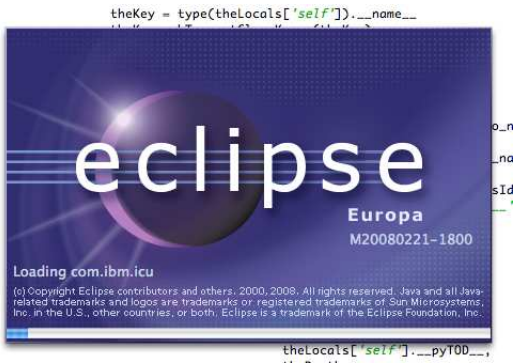 theKey = type(theLocals['self']).__name__
o_n
_na
sId
eclipse
Europa
M20080221-1800
Loading com.ibm.icu
(c) Copyright Eclipse contributors and others. 2000, 2008. All rights reserved. Java and all Java-
related trademarks and logos are trademarks or registered trademarks of Sun Microsystems,
Inc. in the U.S., other countries, or both. Eclipse is a trademark of the Eclipse Foundation, Inc.
theLocals['self'].__pyTOD__,